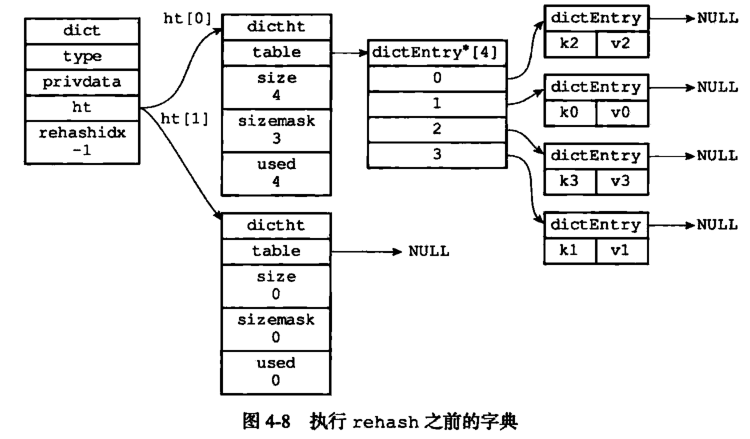 dict
type
privdata
ht
rehashidx
-1
ht[0]
ht[1]
dictht
table
size
4
sizemask
3
used
4
dictEntry*[4]
0
1
2
3
dictEntry
NULL
k2 v2
dictEntry
NULL
k0 v0
dictEntry
NULL
k3 v3
dictEntry
NULL
k1 v1
dictht
table
NULL
size
0
sizemask
0
used
0
图 4-8 执行 rehash 之前的字典